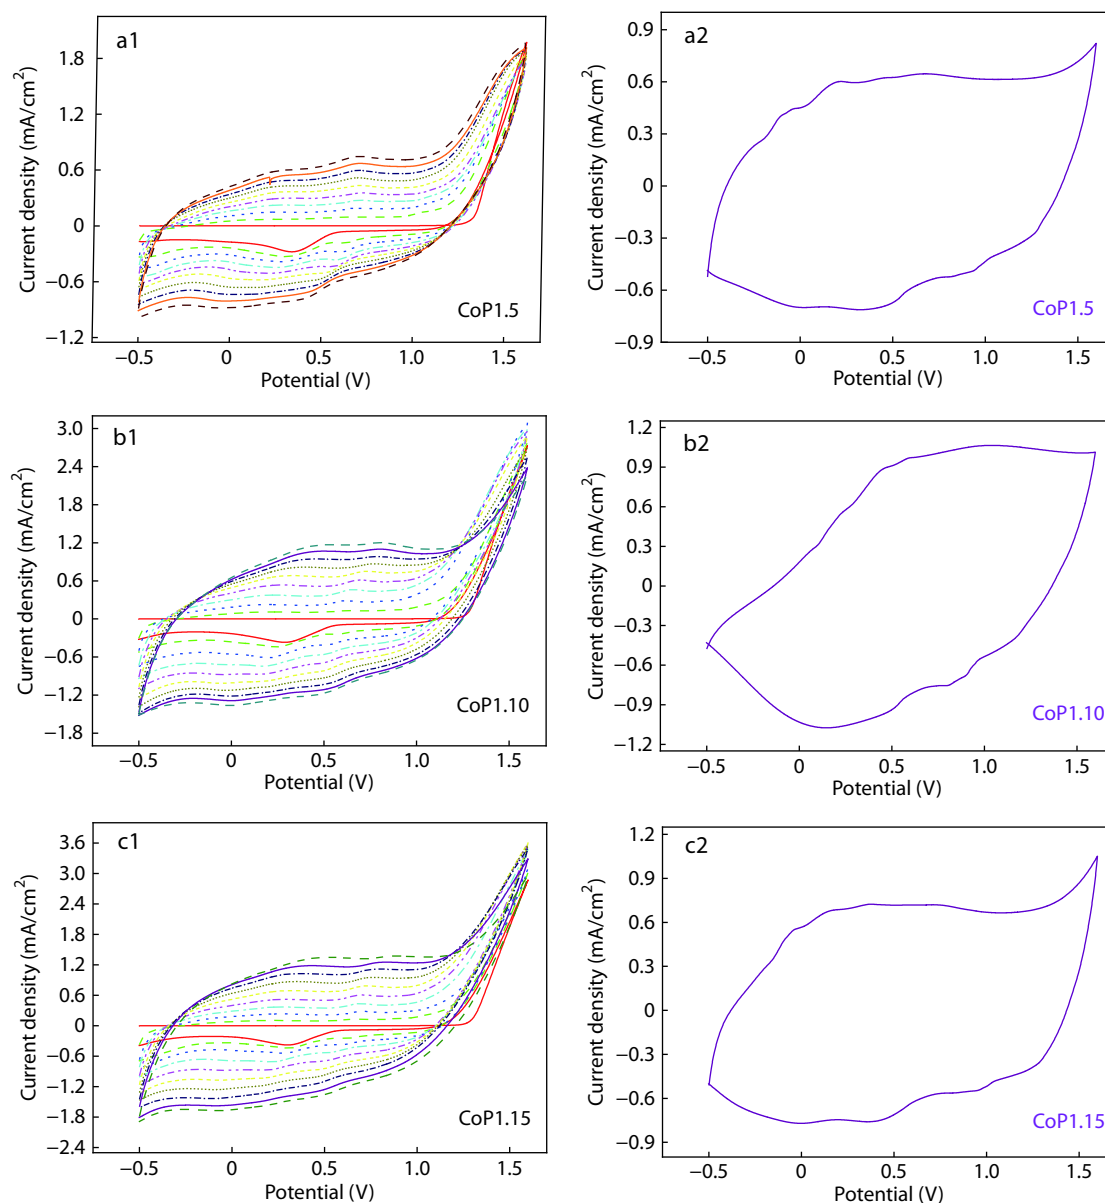 a1
Current density (mA/cm²)
1.8
1.2
0.6
0
−0.6
−1.2
CoP1.5
−0.5 0 0.5 1.0 1.5
Potential (V)
a2
Current density (mA/cm²)
0.9
0.6
0.3
0
−0.3
−0.6
−0.9
CoP1.5
−0.5 0 0.5 1.0 1.5
Potential (V)
b1
Current density (mA/cm²)
3.0
2.4
1.8
1.2
0.6
0
−0.6
−1.2
−1.8
CoP1.10
−0.5 0 0.5 1.0 1.5
Potential (V)
b2
Current density (mA/cm²)
1.2
0.9
0.6
0.3
0
−0.3
−0.6
−0.9
−1.2
CoP1.10
−0.5 0 0.5 1.0 1.5
Potential (V)
c1
Current density (mA/cm²)
3.6
3.0
2.4
1.8
1.2
0.6
0
−0.6
−1.2
−1.8
−2.4
CoP1.15
−0.5 0 0.5 1.0 1.5
Potential (V)
c2
Current density (mA/cm²)
1.2
0.9
0.6
0.3
0
−0.3
−0.6
−0.9
CoP1.15
−0.5 0 0.5 1.0 1.5
Potential (V)